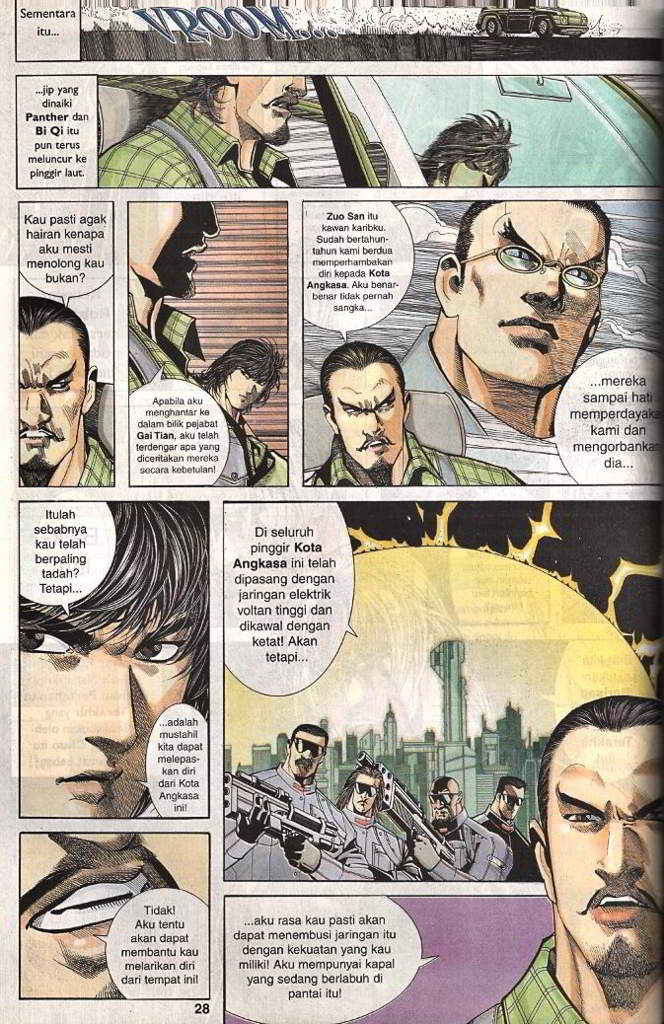 Sementara
itu...
VROOM...
...jip yang
dinaiki
Panther dan
Bi Qi itu
pun terus
meluncur ke
pinggir laut.
Kau pasti agak
hairan kenapa
aku mesti
menolong kau
bukan?
Apabila aku
menghantar ke
dalam bilik pejabat
Gai Tian, aku telah
terdengar apa yang
diceritakan mereka
secara kebetulan!
Zuo San itu
kawan karibku.
Sudah bertahun-
tahun kami berdua
memperhambakan
diri kepada Kota
Angkasa. Aku benar-
benar tidak pernah
sangka...
...mereka
sampai hati
memperdayaka
kami dan
mengorbankan
dia...
Itulah
sebabnya
kau telah
berpaling
tadah?
Tetapi...
...adalah
mustahil
kita dapat
melepas-
kan diri
dari Kota
Angkasa
ini!
Di seluruh
pinggir Kota
Angkasa ini telah
dipasang dengan
jaringan elektrik
voltan tinggi dan
dikawal dengan
ketat! Akan
tetapi...
Tidak!
Aku tentu
akan dapat
membantu kau
melarikan diri
dari tempat ini!
...aku rasa kau pasti akan
dapat menembusi jaringan itu
dengan kekuatan yang kau
miliki! Aku mempunyai kapal
yang sedang berlabuh di
pantai itu!
28